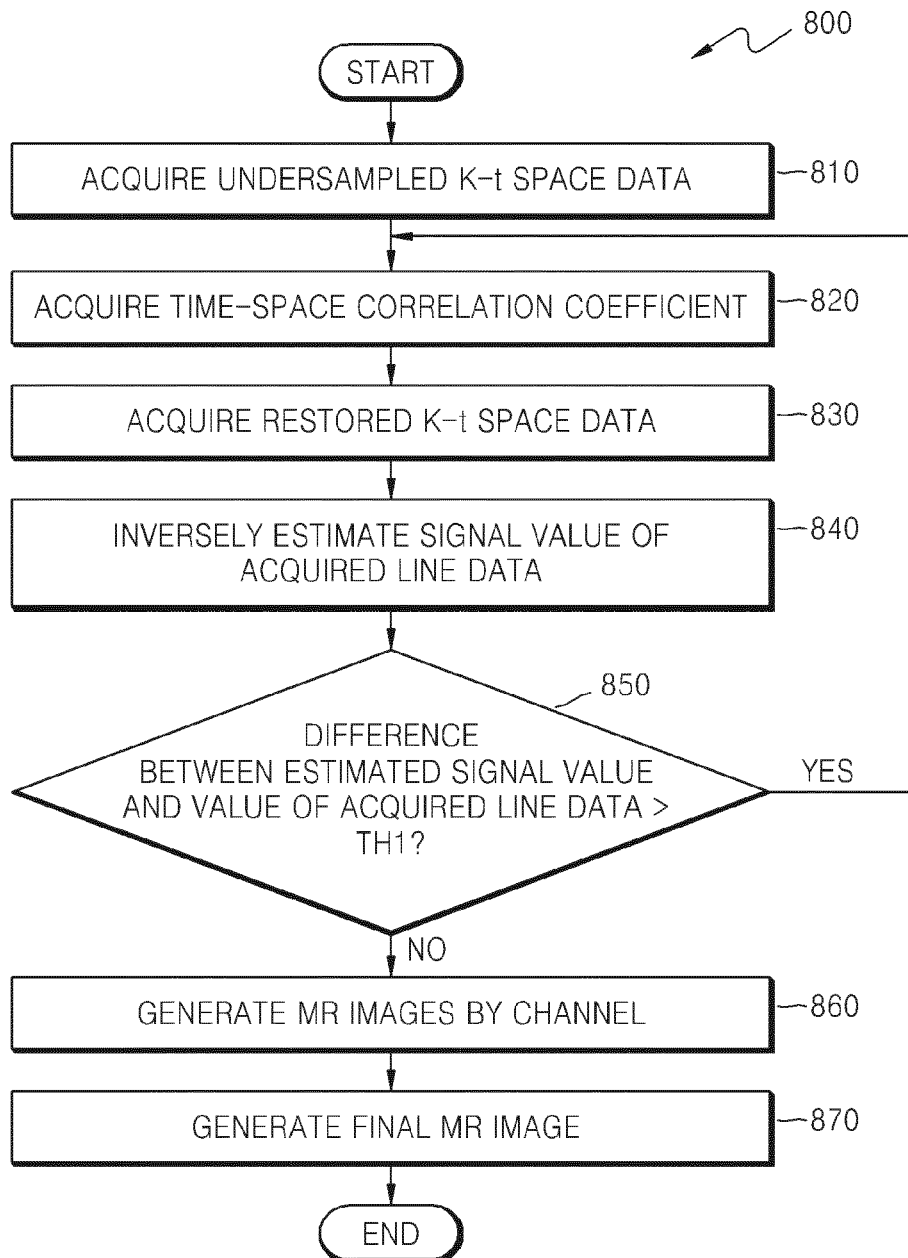 800
START
ACQUIRE UNDERSAMPLED K-t SPACE DATA
810
ACQUIRE TIME-SPACE CORRELATION COEFFICIENT
820
ACQUIRE RESTORED K-t SPACE DATA
830
INVERSELY ESTIMATE SIGNAL VALUE OF
ACQUIRED LINE DATA
840
850
DIFFERENCE
BETWEEN ESTIMATED SIGNAL VALUE
AND VALUE OF ACQUIRED LINE DATA >
TH1?
YES
NO
GENERATE MR IMAGES BY CHANNEL
860
GENERATE FINAL MR IMAGE
870
END